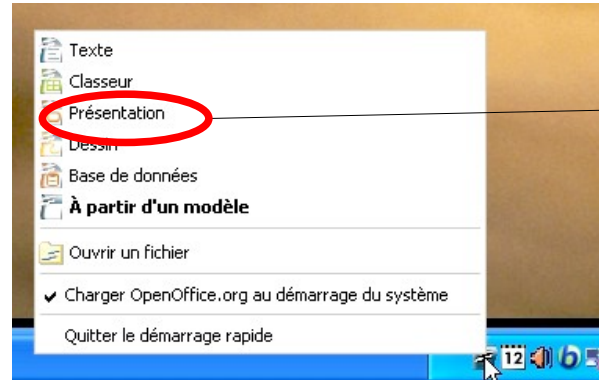 Texte
Classeur
Présentation
Dessin
Base de données
À partir d'un modèle
Ouvrir un fichier
Charger OpenOffice.org au démarrage du système
Quitter le démarrage rapide
12